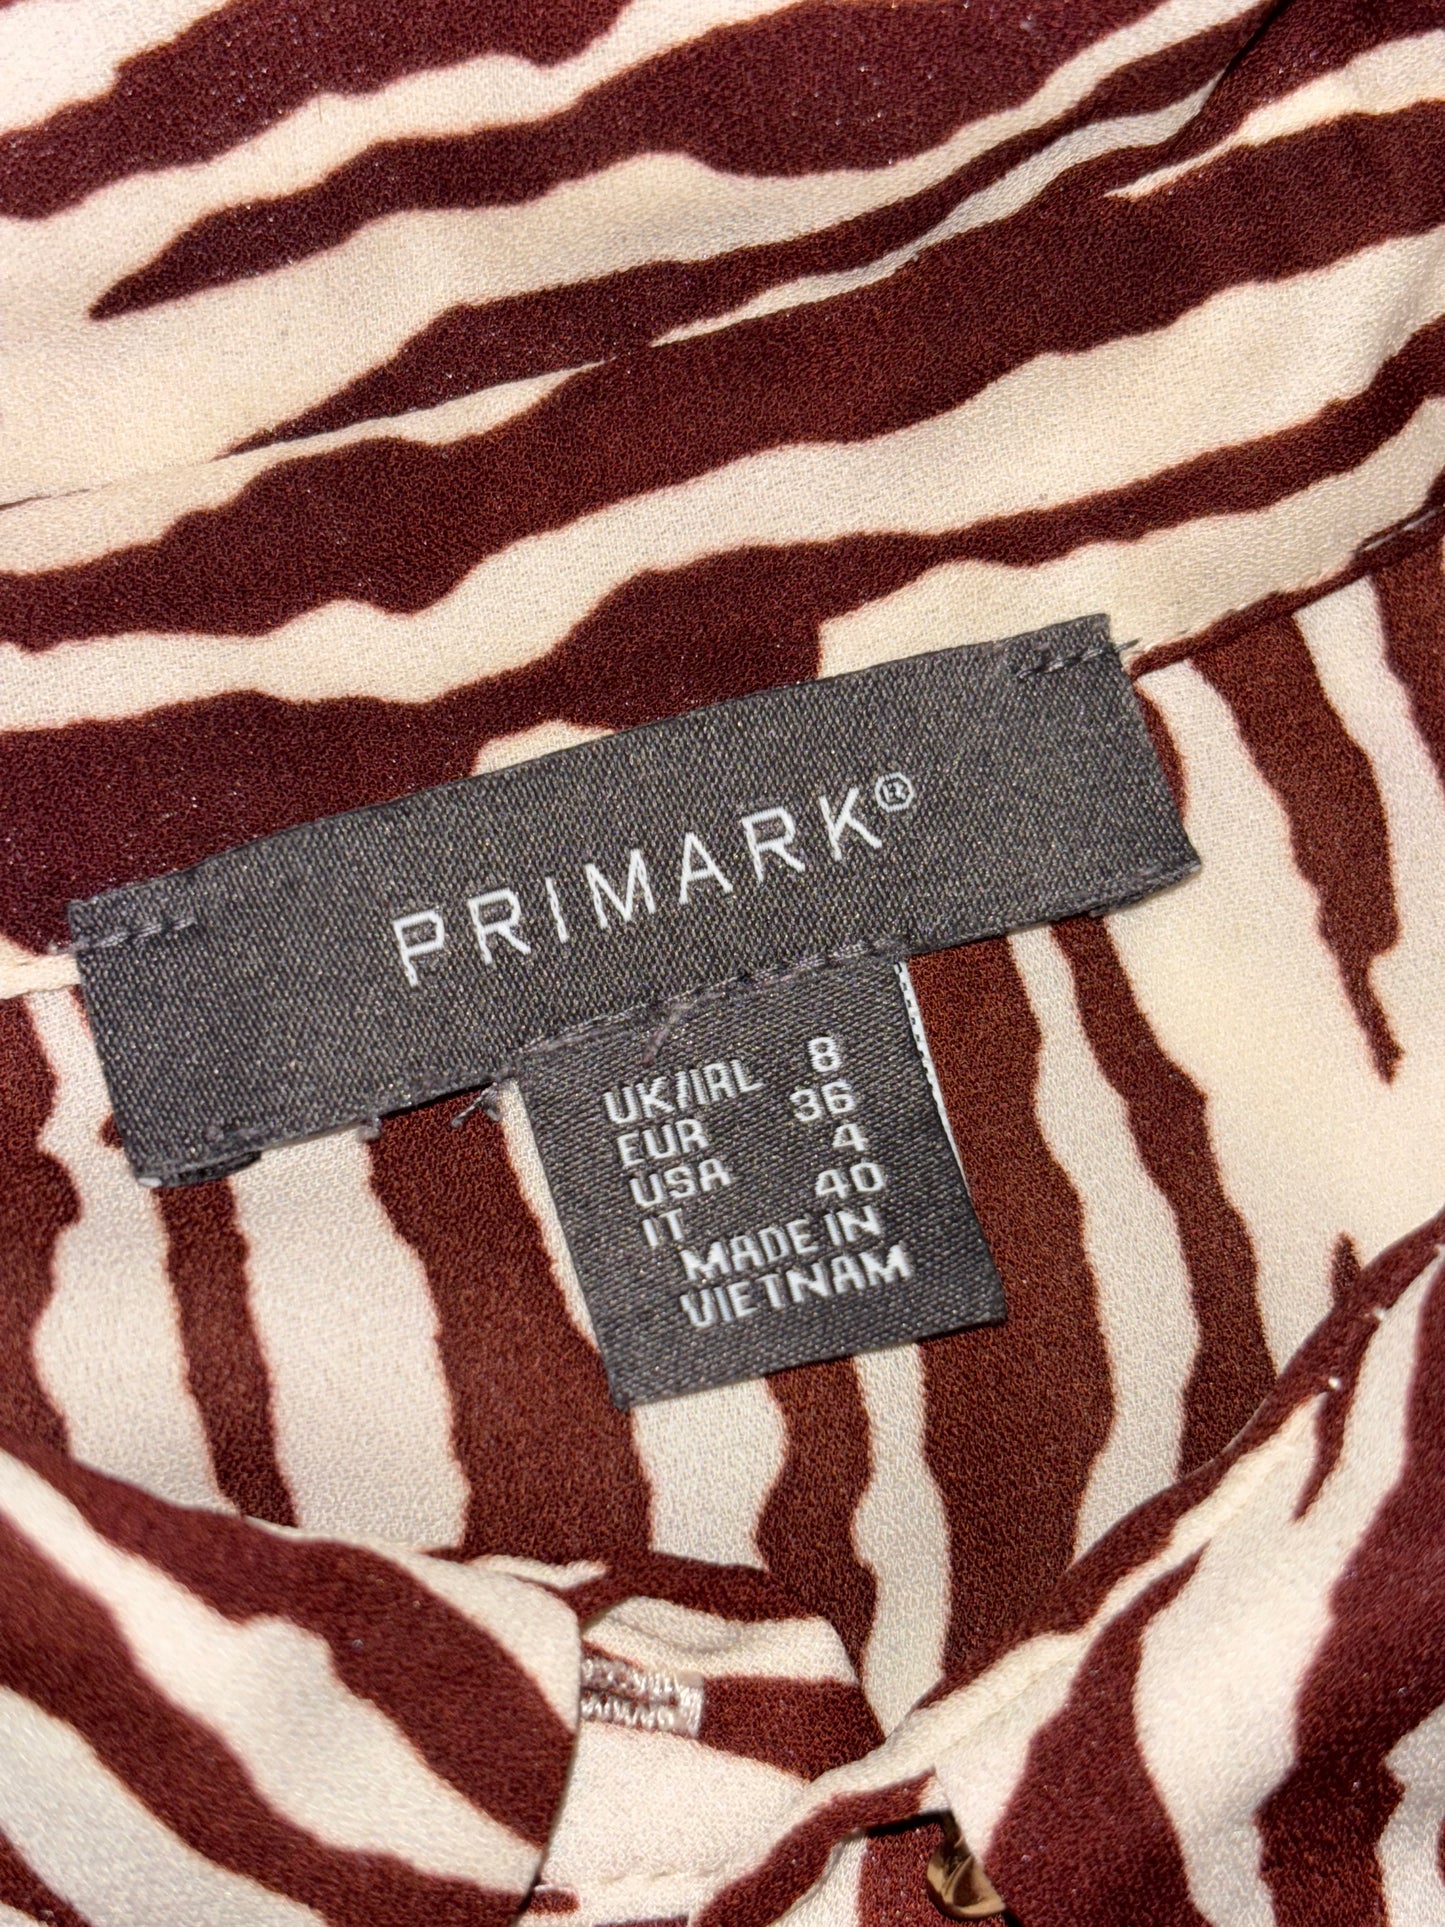 PRIMARK®
UK/IRL 8
EUR 36
USA 4
IT 40
MADE IN
VIETNAM